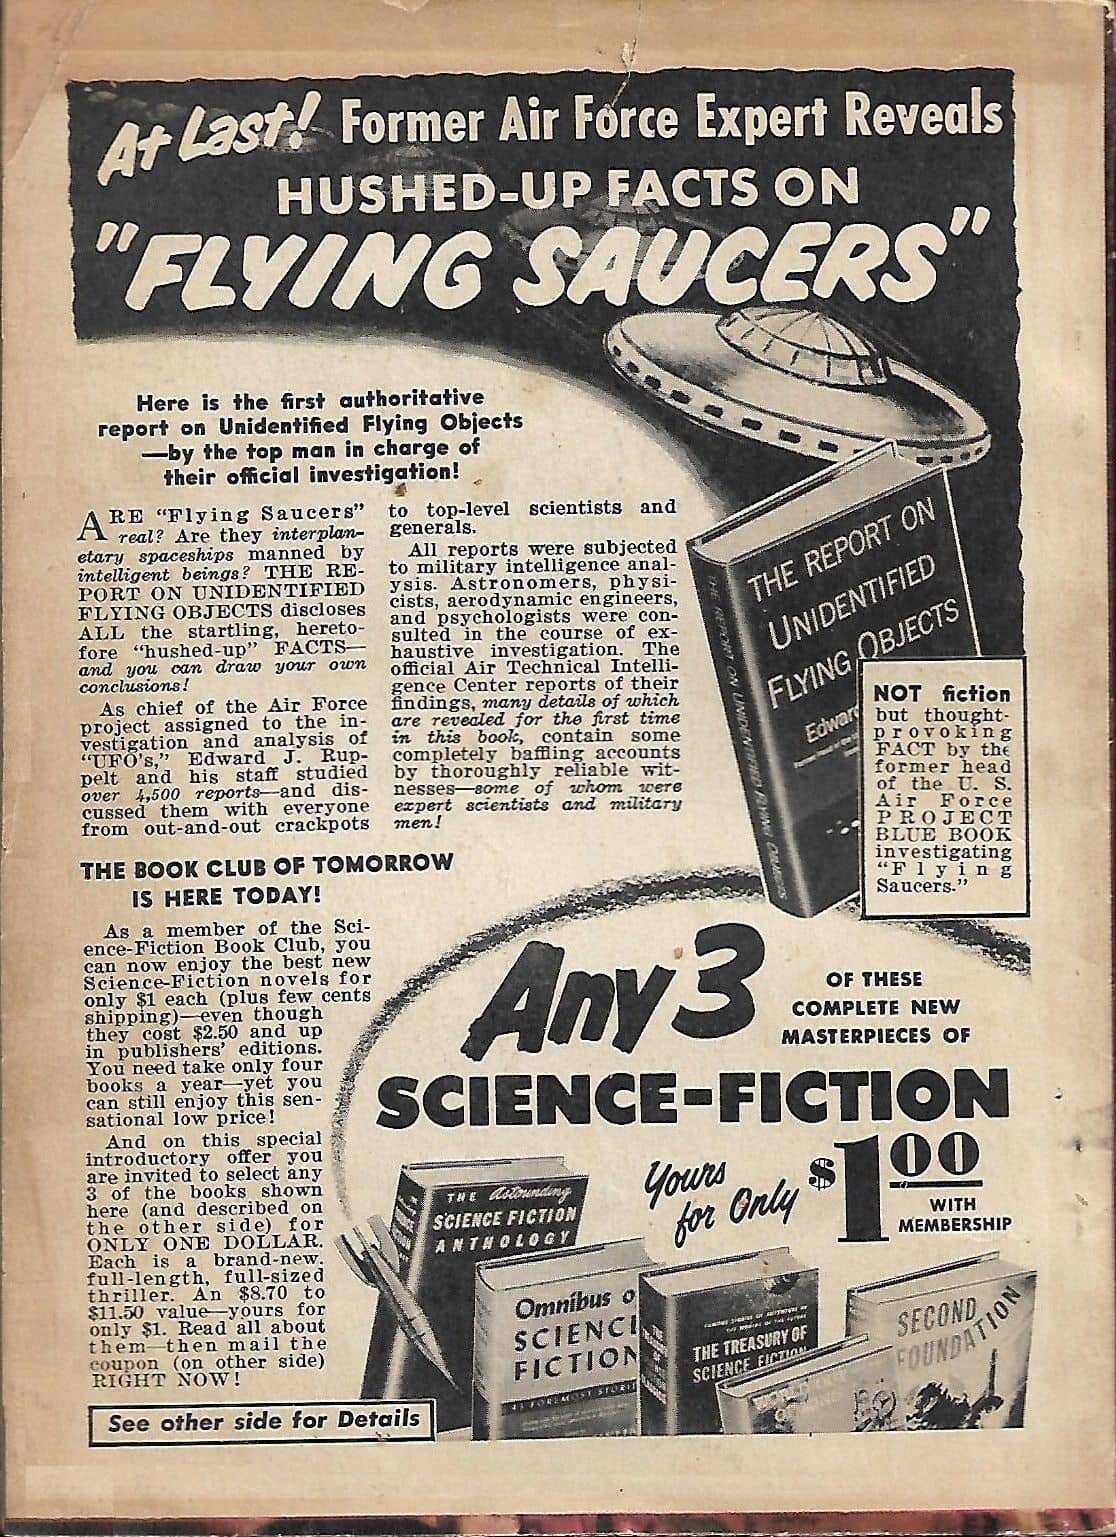 At Last! Former Air Force Expert Reveals
HUSHED-UP FACTS ON
"FLYING SAUCERS"
Here is the first authoritative
report on Unidentified Flying Objects
—by the top man in charge of
their official investigation!
ARE "Flying Saucers"
real? Are they interplan-
etary spaceships manned by
intelligent beings? THE RE-
PORT ON UNIDENTIFIED
FLYING OBJECTS discloses
ALL the startling, hereto-
fore "hushed-up" FACTS—
and you can draw your own
conclusions!
As chief of the Air Force
project assigned to the in-
vestigation and analysis of
"UFO's," Edward J. Rup-
pelt and his staff studied
over 4,500 reports—and dis-
cussed them with everyone
from out-and-out crackpots
to top-level scientists and
generals.
All reports were subjected
to military intelligence anal-
ysis. Astronomers, physi-
cists, aerodynamic engineers,
and psychologists were con-
sulted in the course of ex-
haustive investigation. The
official Air Technical Intelli-
gence Center reports of their
findings, many details of which
are revealed for the first time
in this book, contain some
completely baffling accounts
by thoroughly reliable wit-
nesses—some of whom were
expert scientists and military
men!
THE REPORT ON
UNIDENTIFIED
FLYING OBJECTS
Edwar
THE REPORT ON UNIDENTIFIED FLYING OBJECTS
NOT fiction
but thought-
provoking
FACT by the
former head
of the U. S.
Air Force
PROJECT
BLUE BOOK
investigating
"Flying
Saucers."
THE BOOK CLUB OF TOMORROW
IS HERE TODAY!
As a member of the Sci-
ence-Fiction Book Club, you
can now enjoy the best new
Science-Fiction novels for
only $1 each (plus few cents
shipping)—even though
they cost $2.50 and up
in publishers' editions.
You need take only four
books a year—yet you
can still enjoy this sen-
sational low price!
And on this special
introductory offer you
are invited to select any
3 of the books shown
here (and described on
the other side) for
ONLY ONE DOLLAR.
Each is a brand-new,
full-length, full-sized
thriller. An $8.70 to
$11.50 value—yours for
only $1. Read all about
them—then mail the
coupon (on other side)
RIGHT NOW!
See other side for Details
Any 3
OF THESE
COMPLETE NEW
MASTERPIECES OF
SCIENCE-FICTION
Yours
for Only
$1.00
WITH
MEMBERSHIP
THE Astounding
SCIENCE FICTION
ANTHOLOGY
Omnibus o
SCIENC
FICTION
THE TREASURY OF
SCIENCE FICTION
SECOND
FOUNDATION